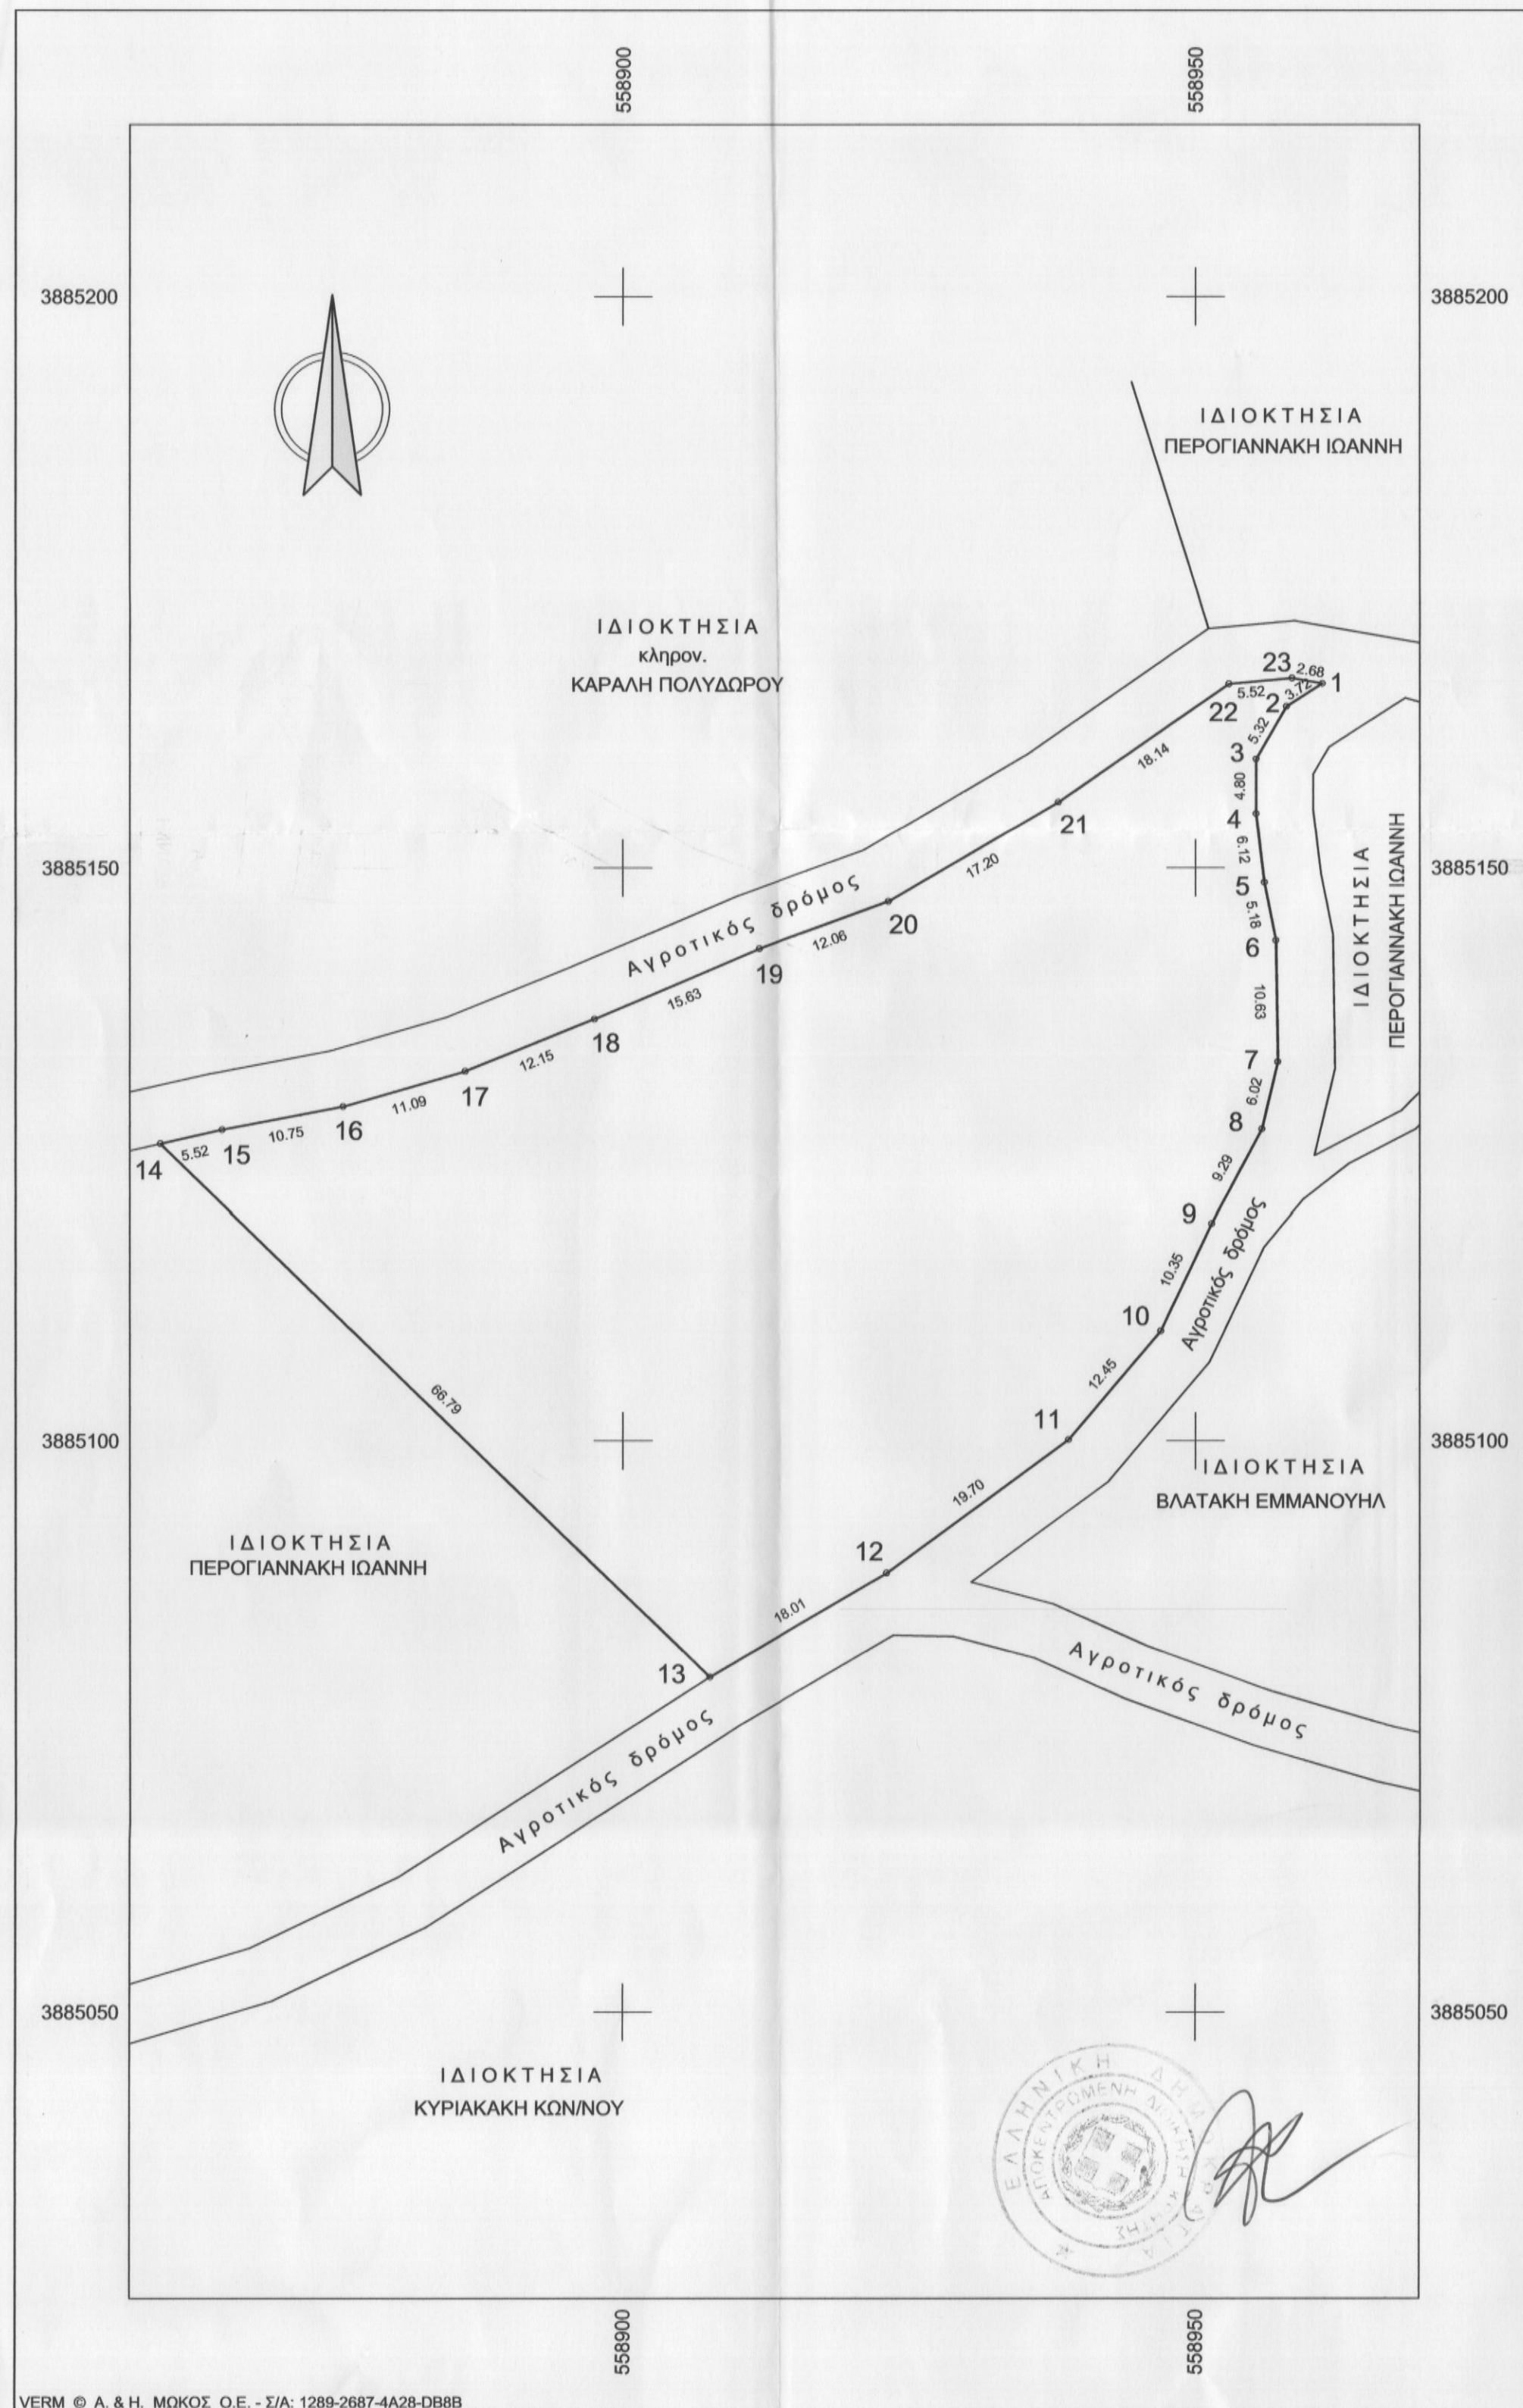 558900
558950
3885200
3885200
ΙΔΙΟΚΤΗΣΙΑ
ΠΕΡΟΓΙΑΝΝΑΚΗ ΙΩΑΝΝΗ
ΙΔΙΟΚΤΗΣΙΑ
κληρον.
ΚΑΡΑΛΗ ΠΟΛΥΔΩΡΟΥ
23
2.68
1
5.52
3.72
22
2
5.32
3
18.14
4.80
21
4
6.12
3885150
3885150
17.20
5
5.18
ΙΔΙΟΚΤΗΣΙΑ
ΠΕΡΟΓΙΑΝΝΑΚΗ ΙΩΑΝΝΗ
Αγροτικός δρόμος
20
12.06
19
6
15.63
10.63
18
12.15
7
17
11.09
6.02
16
10.75
8
15
5.52
14
9.29
9
Αγροτικός δρόμος
10.35
10
12.45
66.79
11
3885100
3885100
ΙΔΙΟΚΤΗΣΙΑ
ΒΛΑΤΑΚΗ ΕΜΜΑΝΟΥΗΛ
19.70
ΙΔΙΟΚΤΗΣΙΑ
ΠΕΡΟΓΙΑΝΝΑΚΗ ΙΩΑΝΝΗ
12
18.01
13
Αγροτικός δρόμος
Αγροτικός δρόμος
3885050
3885050
ΙΔΙΟΚΤΗΣΙΑ
ΚΥΡΙΑΚΑΚΗ ΚΩΝ/ΝΟΥ
ΕΛΛΗΝΙΚΗ ΔΗΜΟΚΡΑΤΙΑ
ΑΠΟΚΕΝΤΡΩΜΕΝΗ ΔΙΟΙΚΗΣΗ ΚΡΗΤΗΣ
558900
558950
VERM © Α. & Η. ΜΩΚΟΣ Ο.Ε. - Σ/Α: 1289-2687-4A28-DB8B